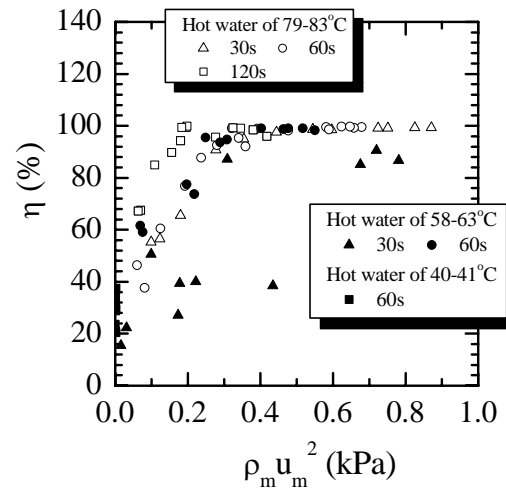 Hot water of 79-83°C
△ 30s ○ 60s
□ 120s
140
120
100
80
60
40
20
0
η (%)
Hot water of 58-63°C
▲ 30s ● 60s
Hot water of 40-41°C
■ 60s
0.0 0.2 0.4 0.6 0.8 1.0
ρₘuₘ² (kPa)